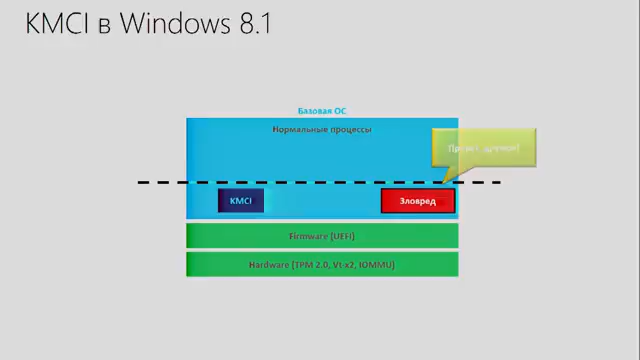 KMCI в Windows 8.1
Базовая ОС
Нормальные процессы
KMCI
Зловред
Firmware (UEFI)
Hardware (TPM 2.0, Vt-x2, IOMMU)